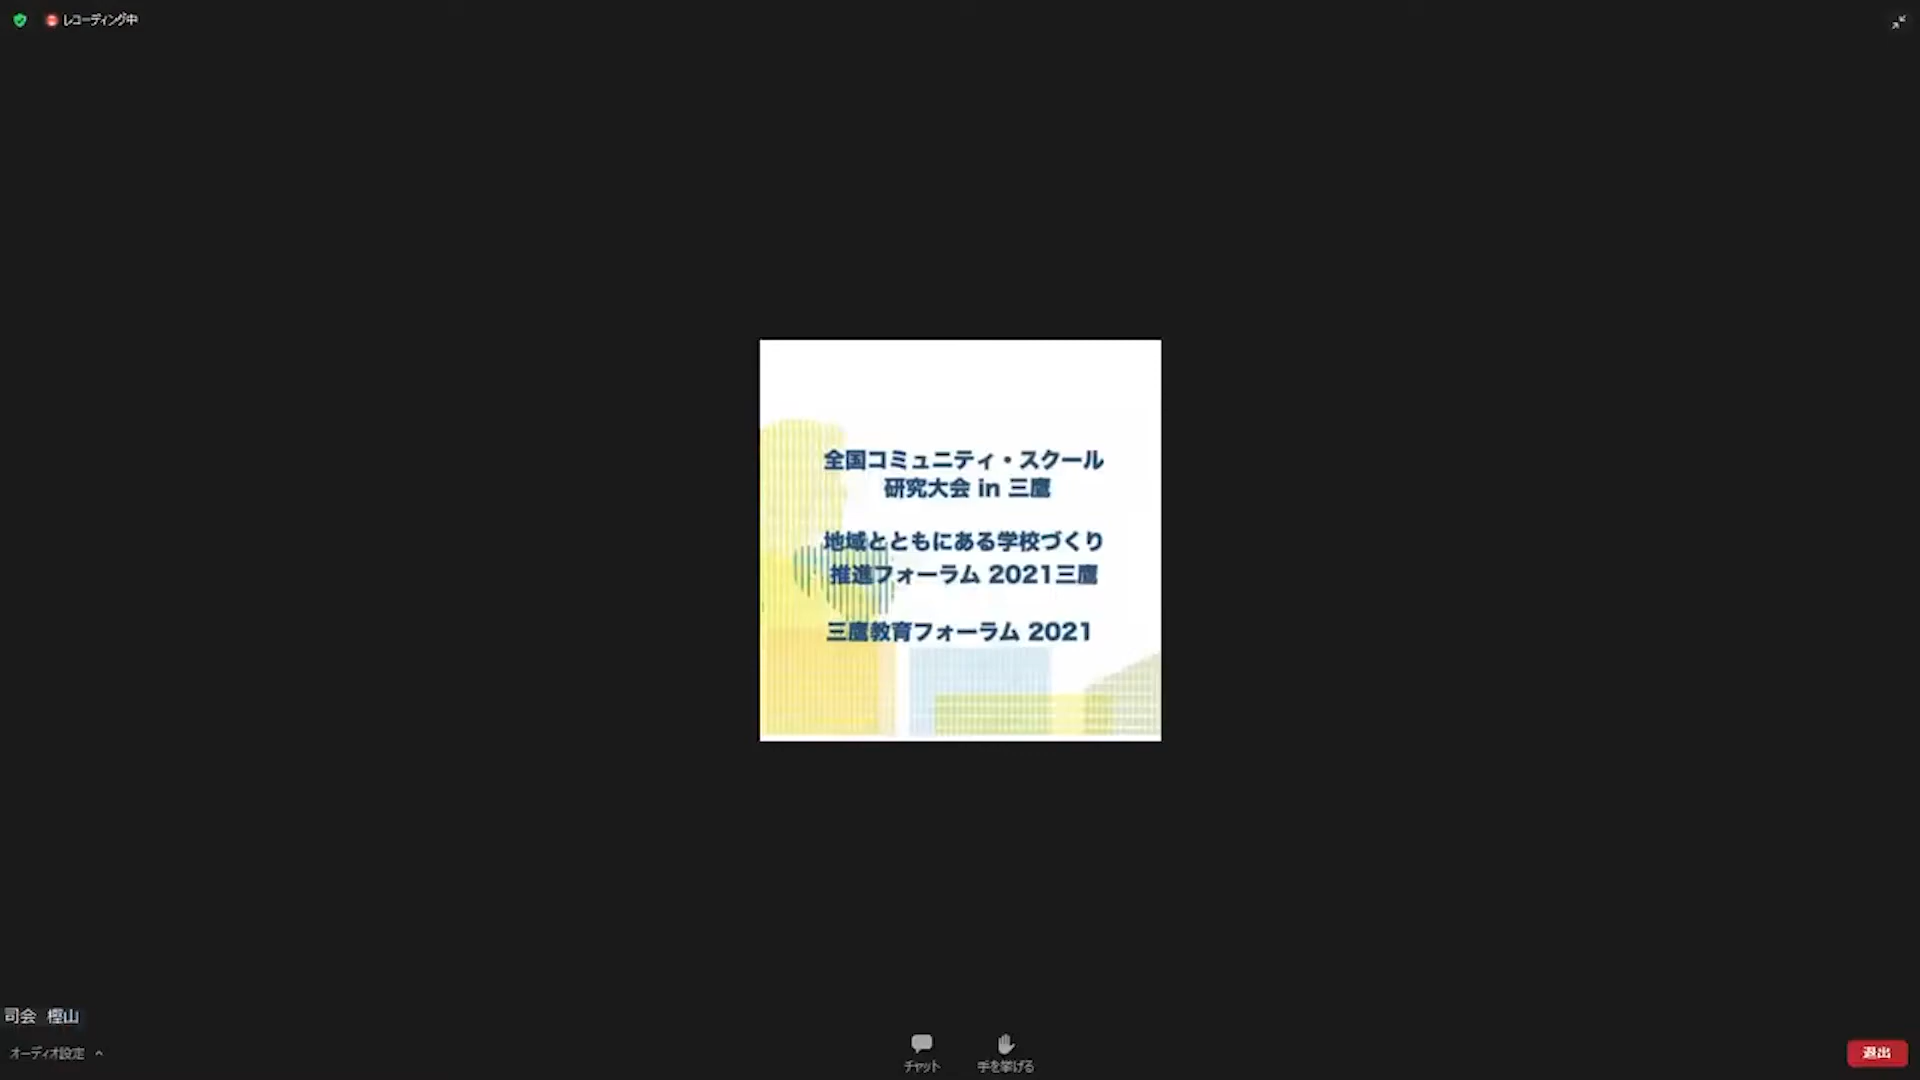 レコーディング中
全国コミュニティ・スクール
研究大会 in 三鷹
地域とともにある学校づくり
推進フォーラム 2021三鷹
三鷹教育フォーラム 2021
司会 樫山
オーディオ設定
チャット
手を挙げる
退出